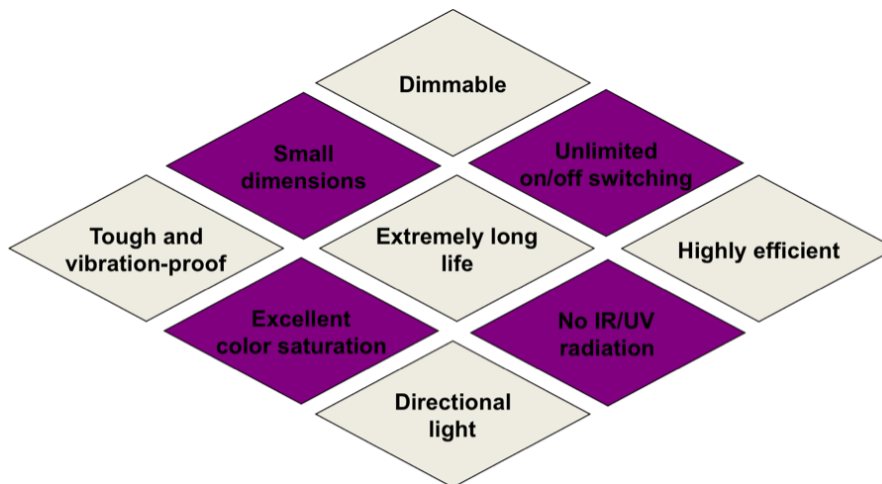 Dimmable
Small
dimensions
Unlimited
on/off switching
Tough and
vibration-proof
Extremely long
life
Highly efficient
Excellent
color saturation
No IR/UV
radiation
Directional
light